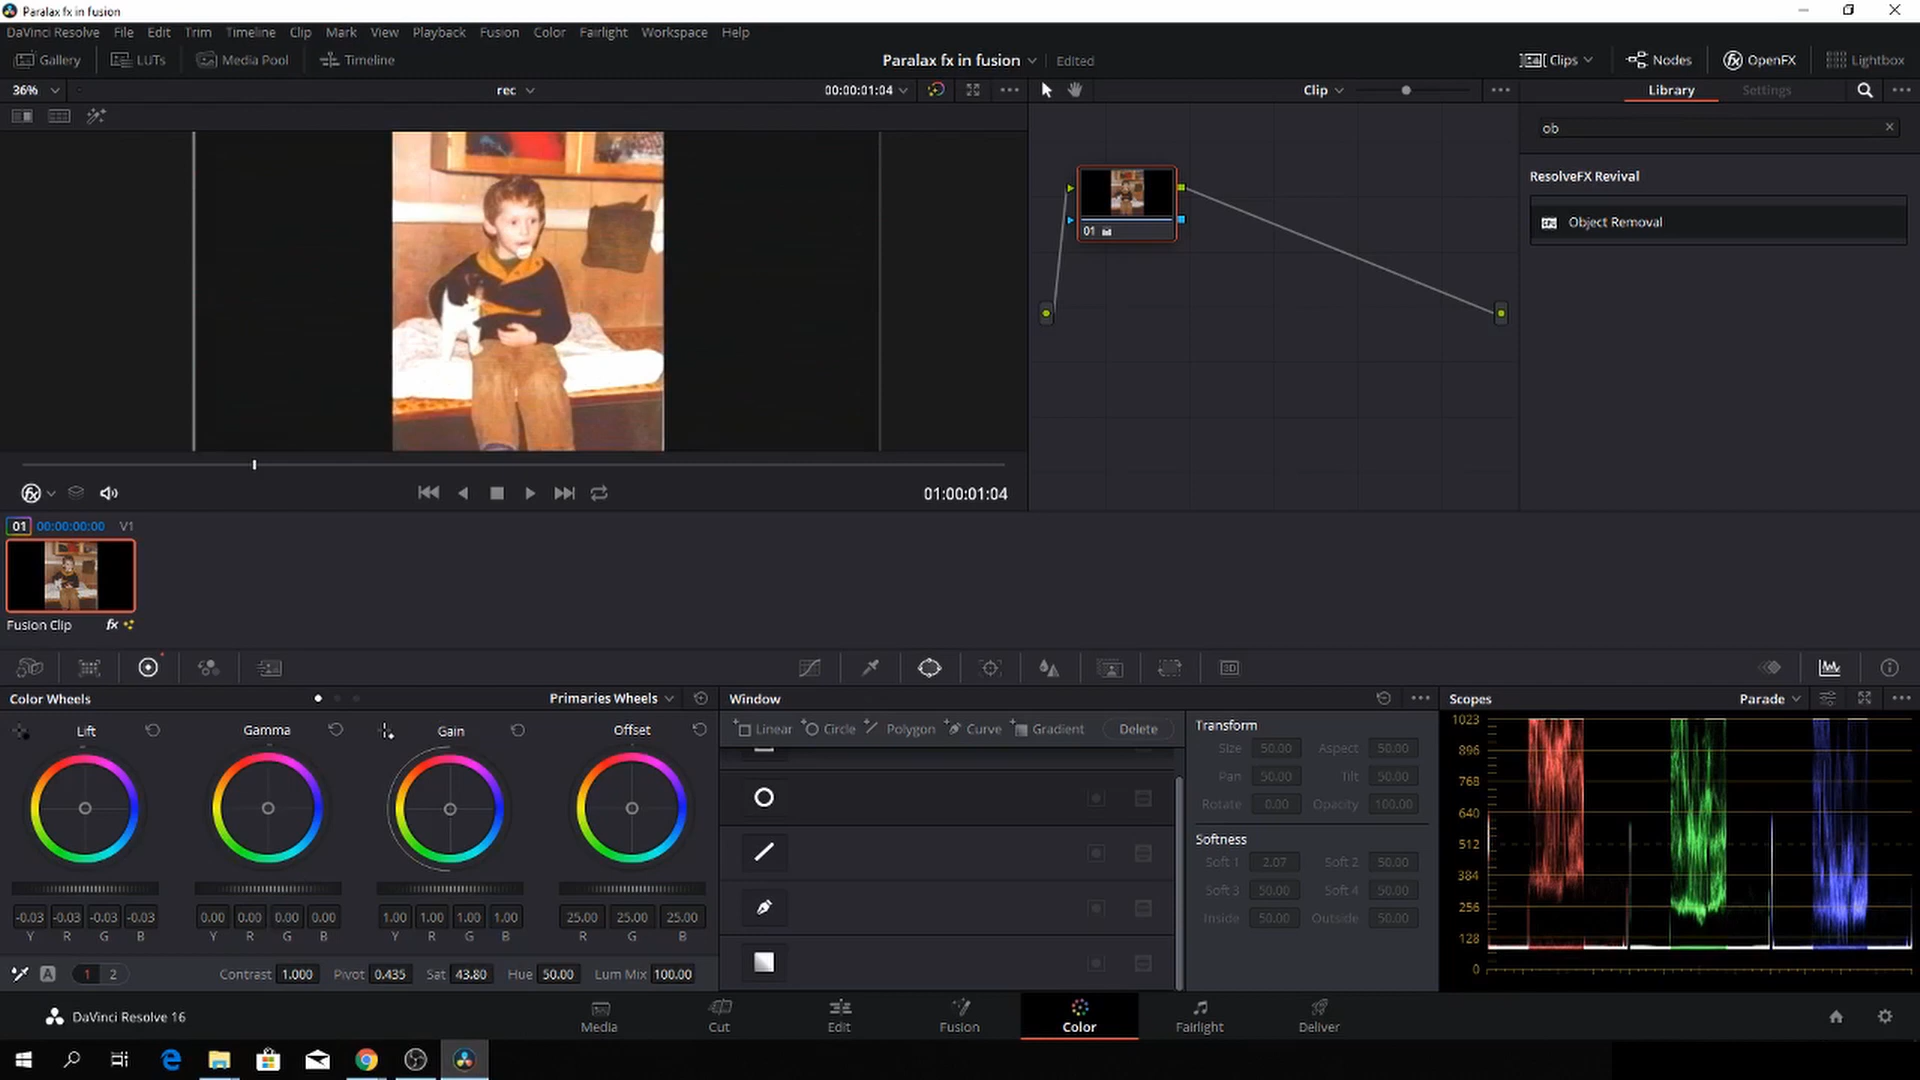 Paralax fx in fusion
DaVinci Resolve File Edit Trim Timeline Clip Mark View Playback Fusion Color Fairlight Workspace Help
Gallery LUTs Media Pool Timeline Paralax fx in fusion Edited Clips Nodes OpenFX Lightbox
36% rec 00:00:01:04 Clip Library Settings
ob
ResolveFX Revival
Object Removal
01
01:00:01:04
01 00:00:00:00 V1
Fusion Clip fx
Color Wheels Primaries Wheels Window Scopes Parade
Lift Gamma Gain Offset Linear Circle Polygon Curve Gradient Delete Transform
Size 50.00 Aspect 50.00
Pan 50.00 Tilt 50.00
Rotate 0.00 Opacity 100.00
Softness
Soft 1 2.07 Soft 2 50.00
Soft 3 50.00 Soft 4 50.00
Inside 50.00 Outside 50.00
1023
896
768
640
512
384
256
128
0
-0.03 -0.03 -0.03 -0.03 0.00 0.00 0.00 0.00 1.00 1.00 1.00 1.00 25.00 25.00 25.00
Y R G B Y R G B Y R G B R G B
A 1 2 Contrast 1.000 Pivot 0.435 Sat 43.80 Hue 50.00 Lum Mix 100.00
DaVinci Resolve 16 Media Cut Edit Fusion Color Fairlight Deliver